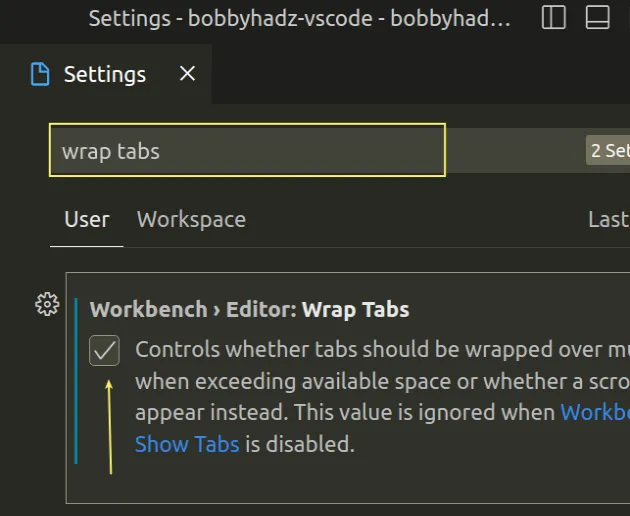 Settings - bobbyhadz-vscode - bobbyhad…
Settings
wrap tabs
2 Set
User Workspace Last
Workbench › Editor: Wrap Tabs
Controls whether tabs should be wrapped over mu
when exceeding available space or whether a scro
appear instead. This value is ignored when Workbe
Show Tabs is disabled.